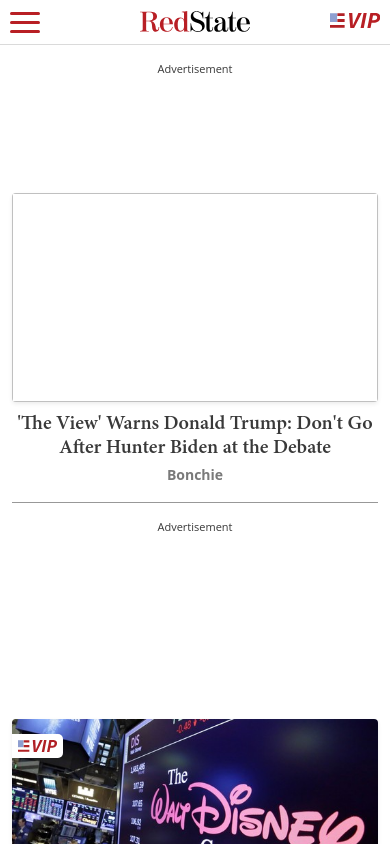 RedState
VIP
Advertisement
'The View' Warns Donald Trump: Don't Go
After Hunter Biden at the Debate
Bonchie
Advertisement
VIP
DIS
The
WALT DISNEY